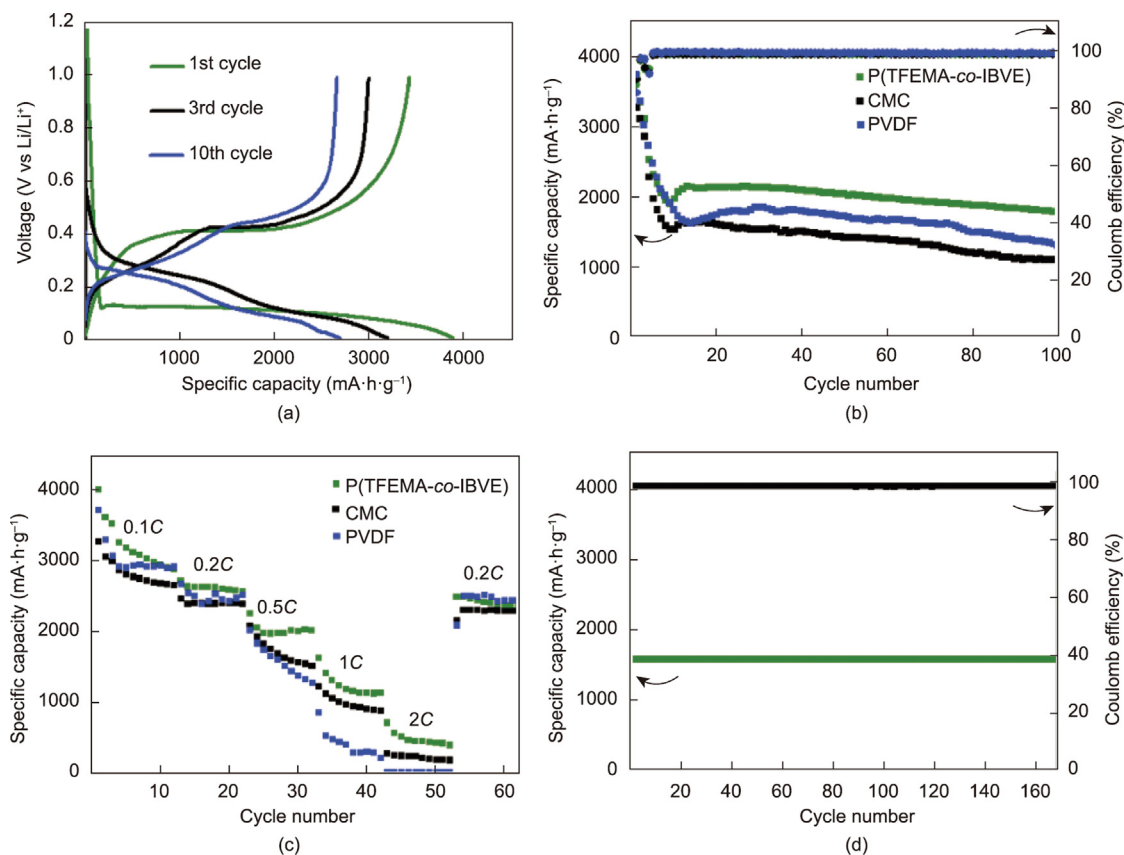 1.2
1.0
0.8
0.6
0.4
0.2
0
Voltage (V vs Li/Li⁺)
1st cycle
3rd cycle
10th cycle
1000 2000 3000 4000
Specific capacity (mA·h·g⁻¹)
(a)
4000
3000
2000
1000
0
Specific capacity (mA·h·g⁻¹)
P(TFEMA-co-IBVE)
CMC
PVDF
100
80
60
40
20
0
Coulomb efficiency (%)
20 40 60 80 100
Cycle number
(b)
4000
3000
2000
1000
0
Specific capacity (mA·h·g⁻¹)
P(TFEMA-co-IBVE)
CMC
PVDF
0.1C
0.2C
0.5C
1C
2C
0.2C
10 20 30 40 50 60
Cycle number
(c)
4000
3000
2000
1000
0
Specific capacity (mA·h·g⁻¹)
100
80
60
40
20
0
Coulomb efficiency (%)
20 40 60 80 100 120 140 160
Cycle number
(d)